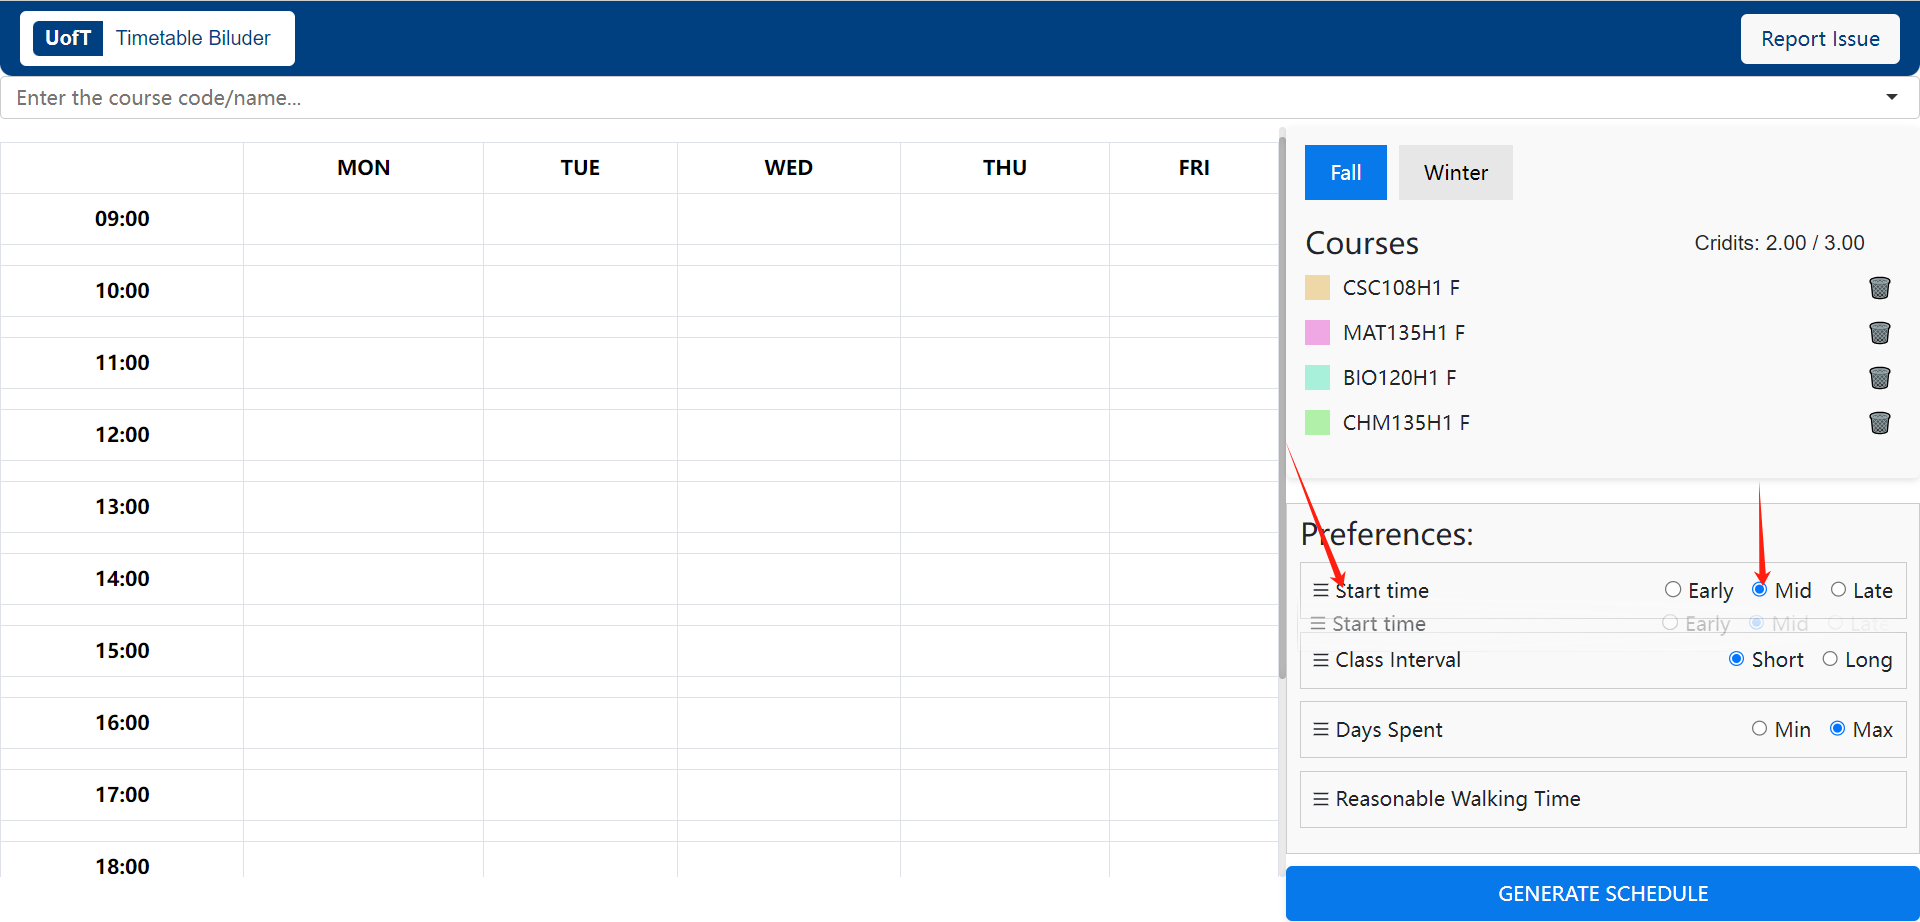 UofT Timetable Biluder
Report Issue
Enter the course code/name...
MON TUE WED THU FRI
09:00
10:00
11:00
12:00
13:00
14:00
15:00
16:00
17:00
18:00
Fall Winter
Courses Cridits: 2.00 / 3.00
CSC108H1 F
MAT135H1 F
BIO120H1 F
CHM135H1 F
Preferences:
Start time Early Mid Late
Start time Early Mid Late
Class Interval Short Long
Days Spent Min Max
Reasonable Walking Time
GENERATE SCHEDULE